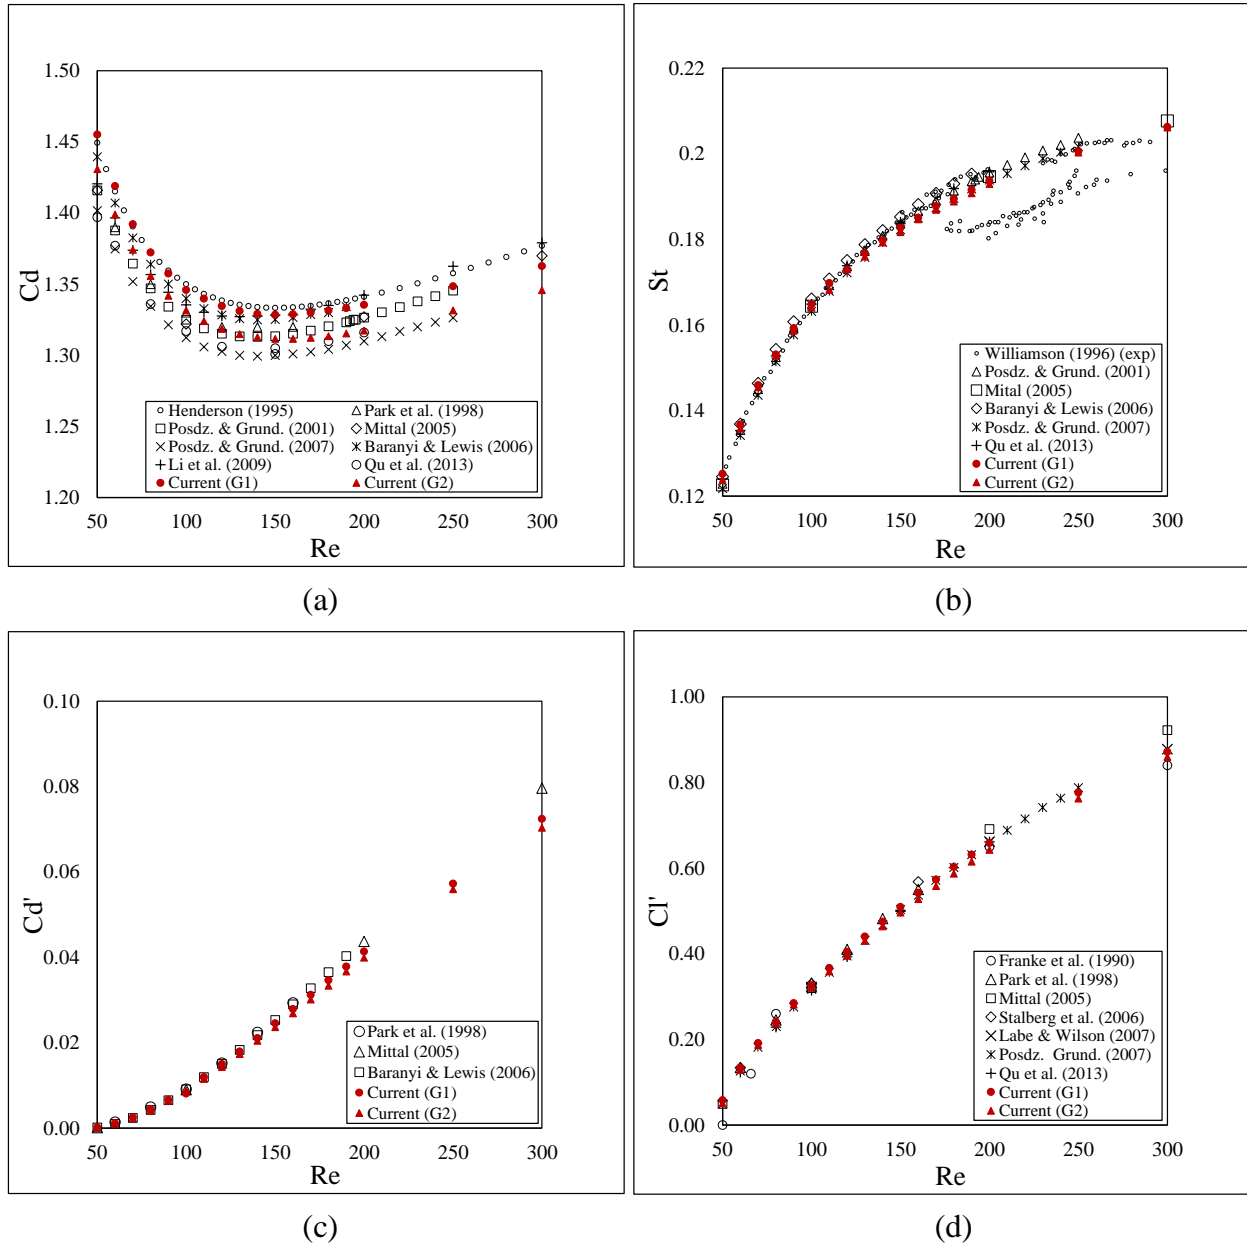 1.50
1.45
1.40
1.35
1.30
1.25
1.20
Cd
Henderson (1995)
Park et al. (1998)
Posdz. & Grund. (2001)
Mittal (2005)
Posdz. & Grund. (2007)
Baranyi & Lewis (2006)
Li et al. (2009)
Qu et al. (2013)
Current (G1)
Current (G2)
50 100 150 200 250 300
Re
(a)
0.22
0.2
0.18
0.16
0.14
0.12
St
Williamson (1996) (exp)
Posdz. & Grund. (2001)
Mital (2005)
Baranyi & Lewis (2006)
Posdz. & Grund. (2007)
Qu et al. (2013)
Current (G1)
Current (G2)
50 100 150 200 250 300
Re
(b)
0.10
0.08
0.06
0.04
0.02
0.00
Cd'
Park et al. (1998)
Mittal (2005)
Baranyi & Lewis (2006)
Current (G1)
Current (G2)
50 100 150 200 250 300
Re
(c)
1.00
0.80
0.60
0.40
0.20
0.00
Cl'
Franke et al. (1990)
Park et al. (1998)
Mittal (2005)
Stalberg et al. (2006)
Labe & Wilson (2007)
Posdz. Grund. (2007)
Qu et al. (2013)
Current (G1)
Current (G2)
50 100 150 200 250 300
Re
(d)